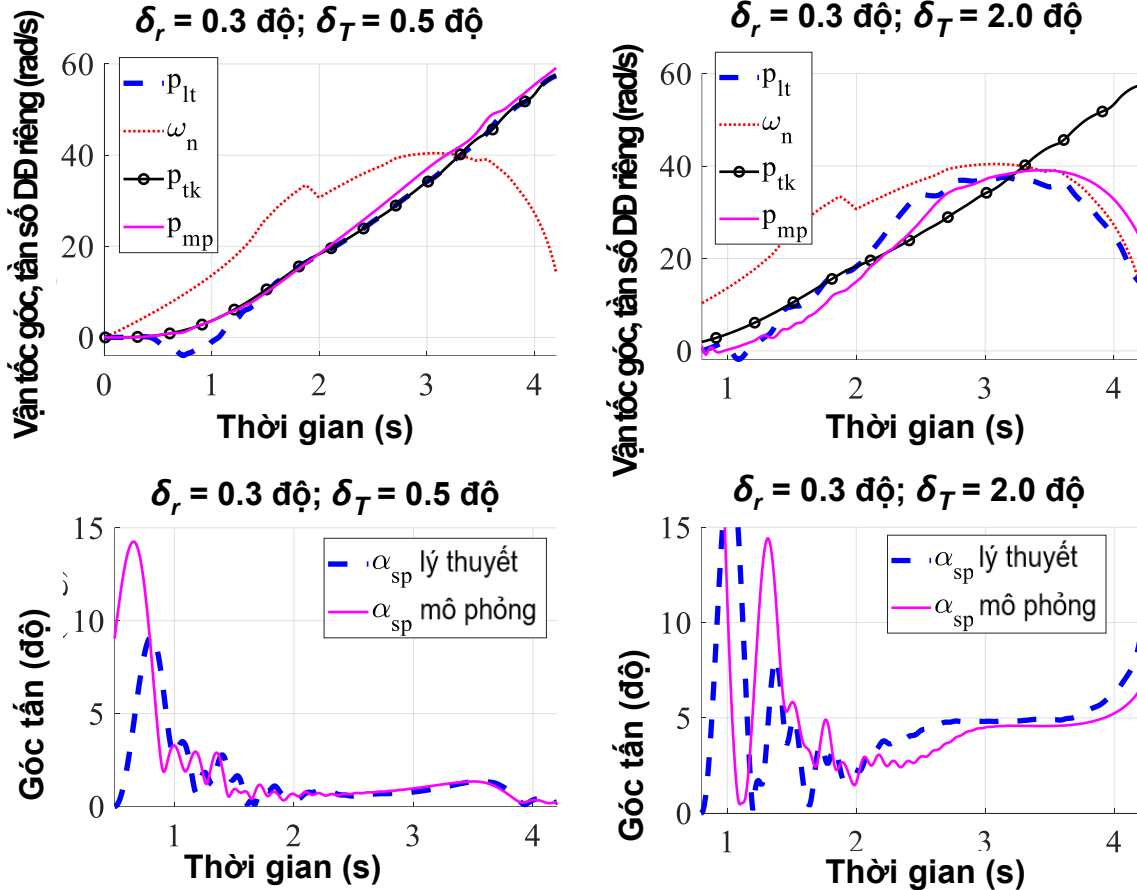 δr = 0.3 độ; δT = 0.5 độ
Vận tốc góc, tần số DĐ riêng (rad/s)
60
40
20
0
plt
ωn
ptk
pmp
0 1 2 3 4
Thời gian (s)
δr = 0.3 độ; δT = 2.0 độ
Vận tốc góc, tần số DĐ riêng (rad/s)
60
40
20
0
plt
ωn
ptk
pmp
1 2 3 4
Thời gian (s)
δr = 0.3 độ; δT = 0.5 độ
Góc tấn (độ)
15
10
5
0
αsp lý thuyết
αsp mô phỏng
1 2 3 4
Thời gian (s)
δr = 0.3 độ; δT = 2.0 độ
Góc tấn (độ)
15
10
5
0
αsp lý thuyết
αsp mô phỏng
1 2 3 4
Thời gian (s)